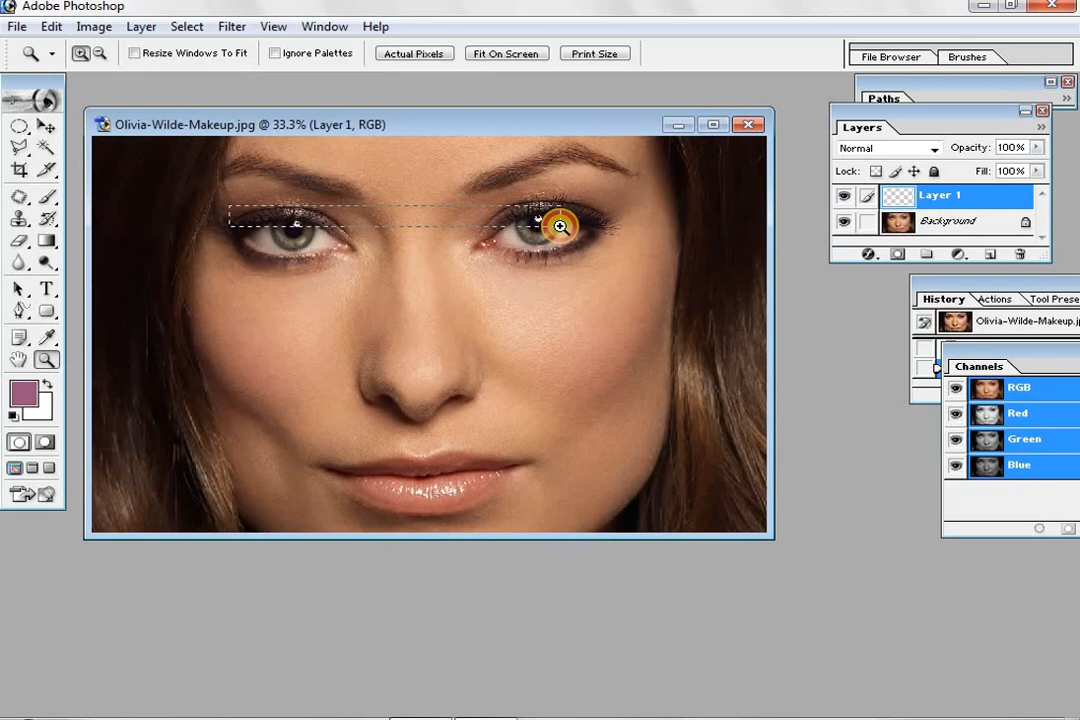 Adobe Photoshop
File Edit Image Layer Select Filter View Window Help
Resize Windows To Fit Ignore Palettes Actual Pixels Fit On Screen Print Size File Browser Brushes
Paths
Olivia-Wilde-Makeup.jpg @ 33.3% (Layer 1, RGB)
Layers
Normal Opacity: 100%
Lock: Fill: 100%
Layer 1
Background
History Actions Tool Prese
Olivia-Wilde-Makeup.jp
Channels
RGB
Red
Green
Blue